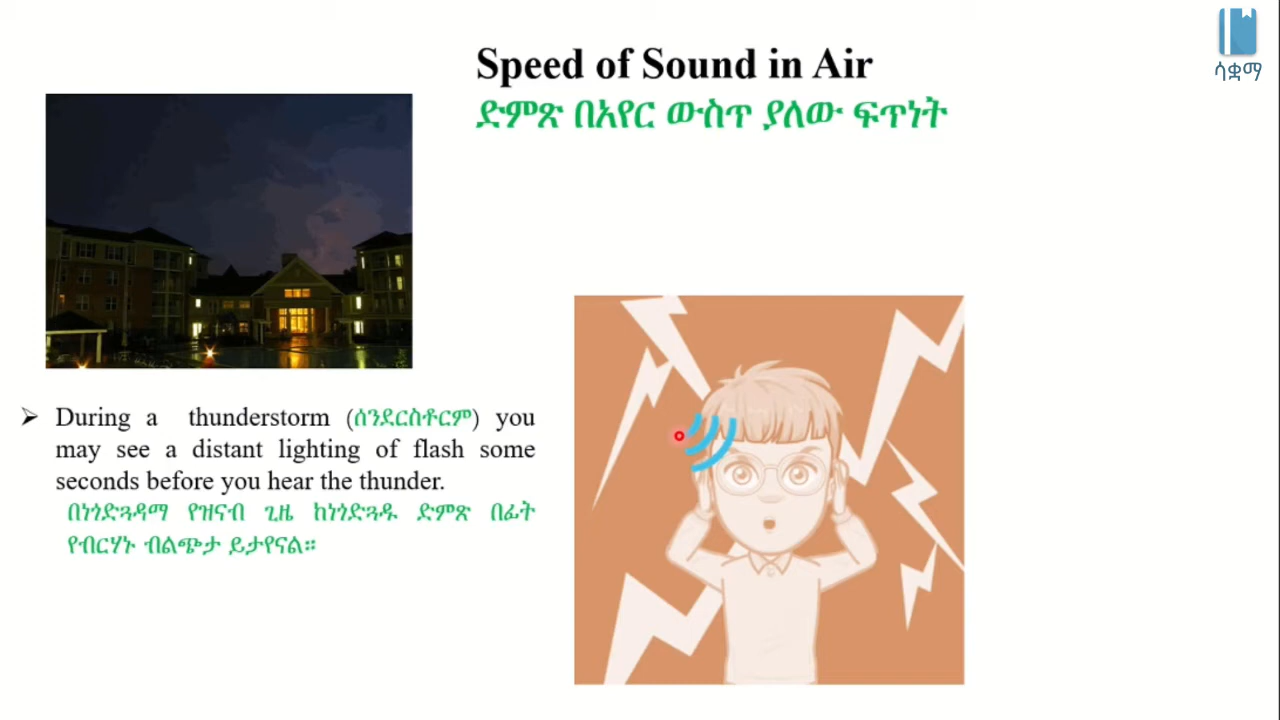 Speed of Sound in Air
ድምጽ በአየር ውስጥ ያለው ፍጥነት
ሳቋማ
➢ During a thunderstorm (ሰንደርስቶርም) you
may see a distant lighting of flash some
seconds before you hear the thunder.
በነጎድጓዳማ የዝናብ ጊዜ ከነጎድጓዱ ድምጽ በፊት
የብርሃኑ ብልጭታ ይታየናል።